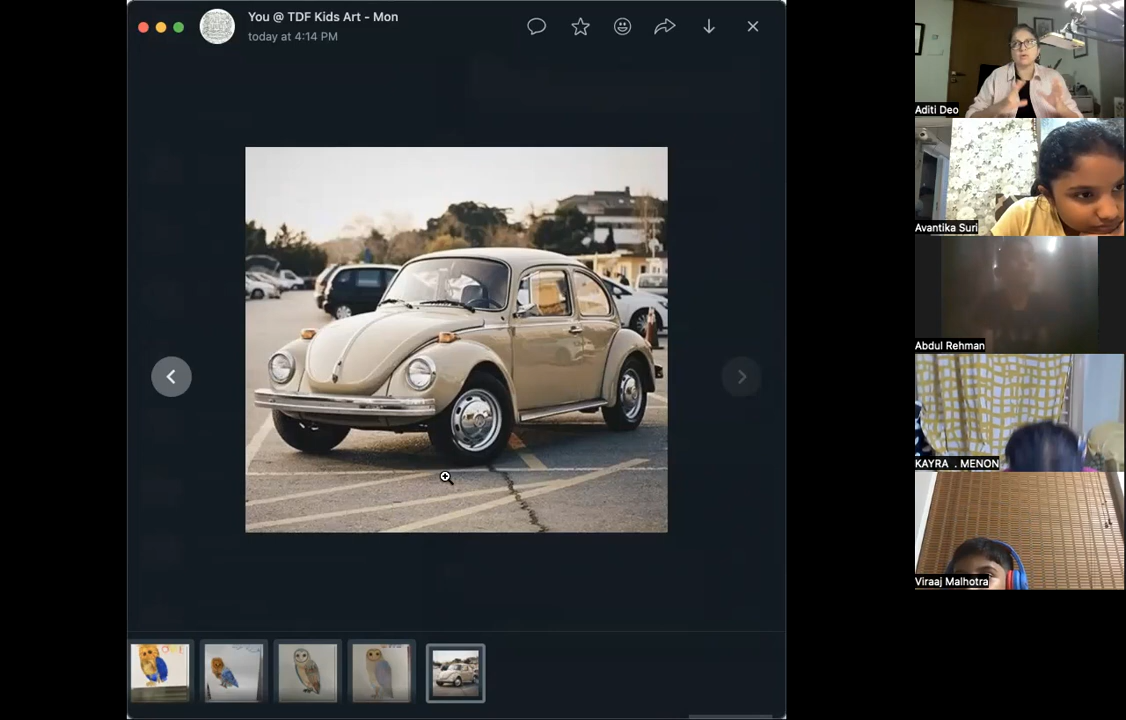 You @ TDF Kids Art - Mon
today at 4:14 PM
Aditi Deo
Avantika Suri
Abdul Rehman
KAYRA . MENON
Viraaj Malhotra